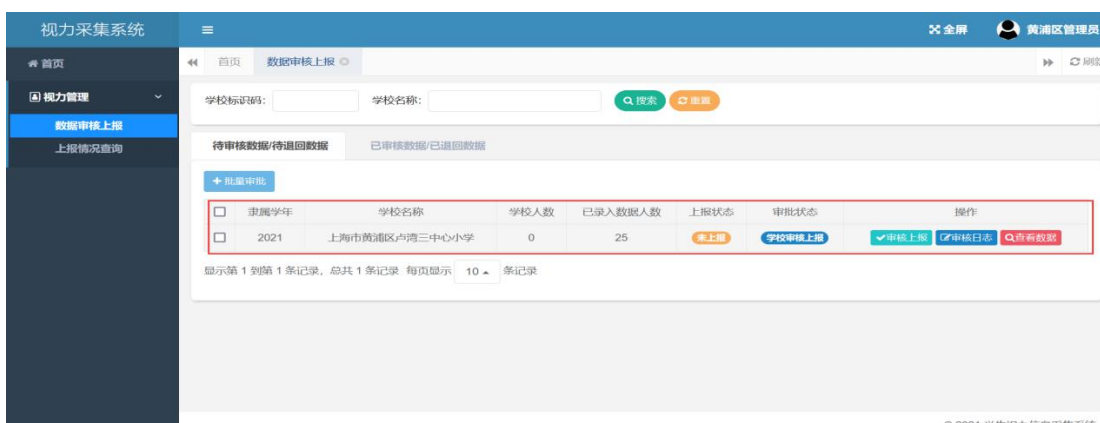 视力采集系统
全屏
黄浦区管理员
首页
首页
数据审核上报
刷新
视力管理
学校标识码:
学校名称:
搜索
重置
数据审核上报
上报情况查询
待审核数据/待退回数据
已审核数据/已退回数据
+ 批量审批
隶属学年 学校名称 学校人数 已录入数据人数 上报状态 审批状态 操作
2021 上海市黄浦区卢湾三中心小学 0 25 未上报 学校审核上报 审核上报 审核日志 查看数据
显示第 1 到第 1 条记录，总共 1 条记录 每页显示 10 条记录